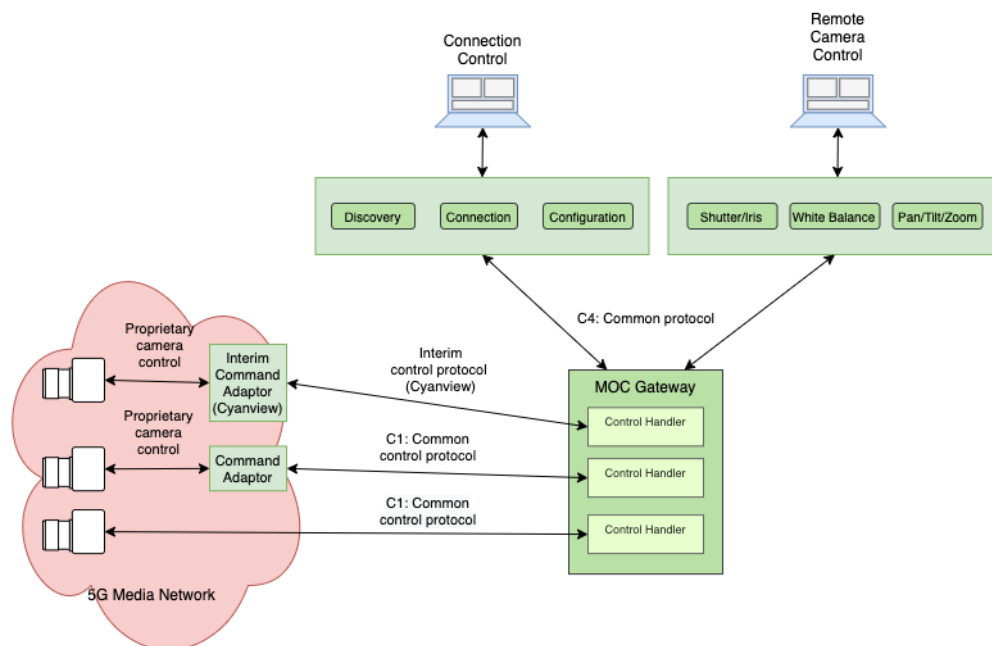 Connection
Control
Remote
Camera
Control
Discovery
Connection
Configuration
Shutter/Iris
White Balance
Pan/Tilt/Zoom
C4: Common protocol
Proprietary
camera
control
Interim
Command
Adaptor
(Cyanview)
Interim
control protocol
(Cyanview)
MOC Gateway
Control Handler
Proprietary
camera
control
Command
Adaptor
C1: Common
control protocol
Control Handler
C1: Common
control protocol
Control Handler
5G Media Network